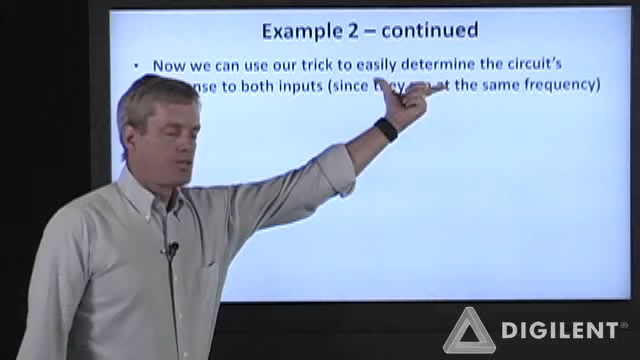 Example 2 – continued
• Now we can use our trick to easily determine the circuit's
nse to both inputs (since they at the same frequency)
DIGILENT®